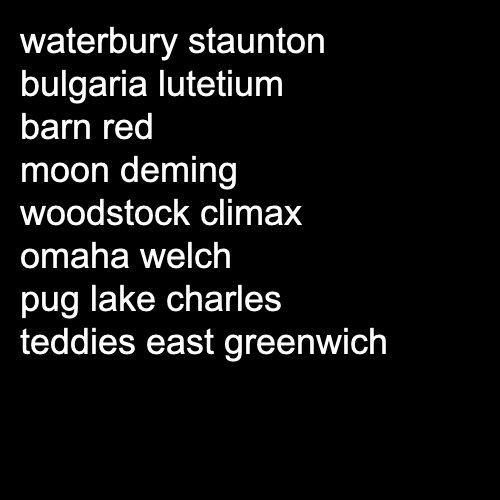 waterbury staunton
bulgaria lutetium
barn red
moon deming
woodstock climax
omaha welch
pug lake charles
teddies east greenwich